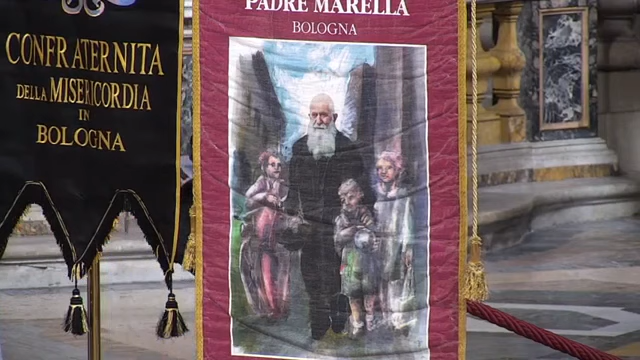 CONFRATERNITA
DELLA MISERICORDIA
IN
BOLOGNA
PADRE MARELLA
BOLOGNA